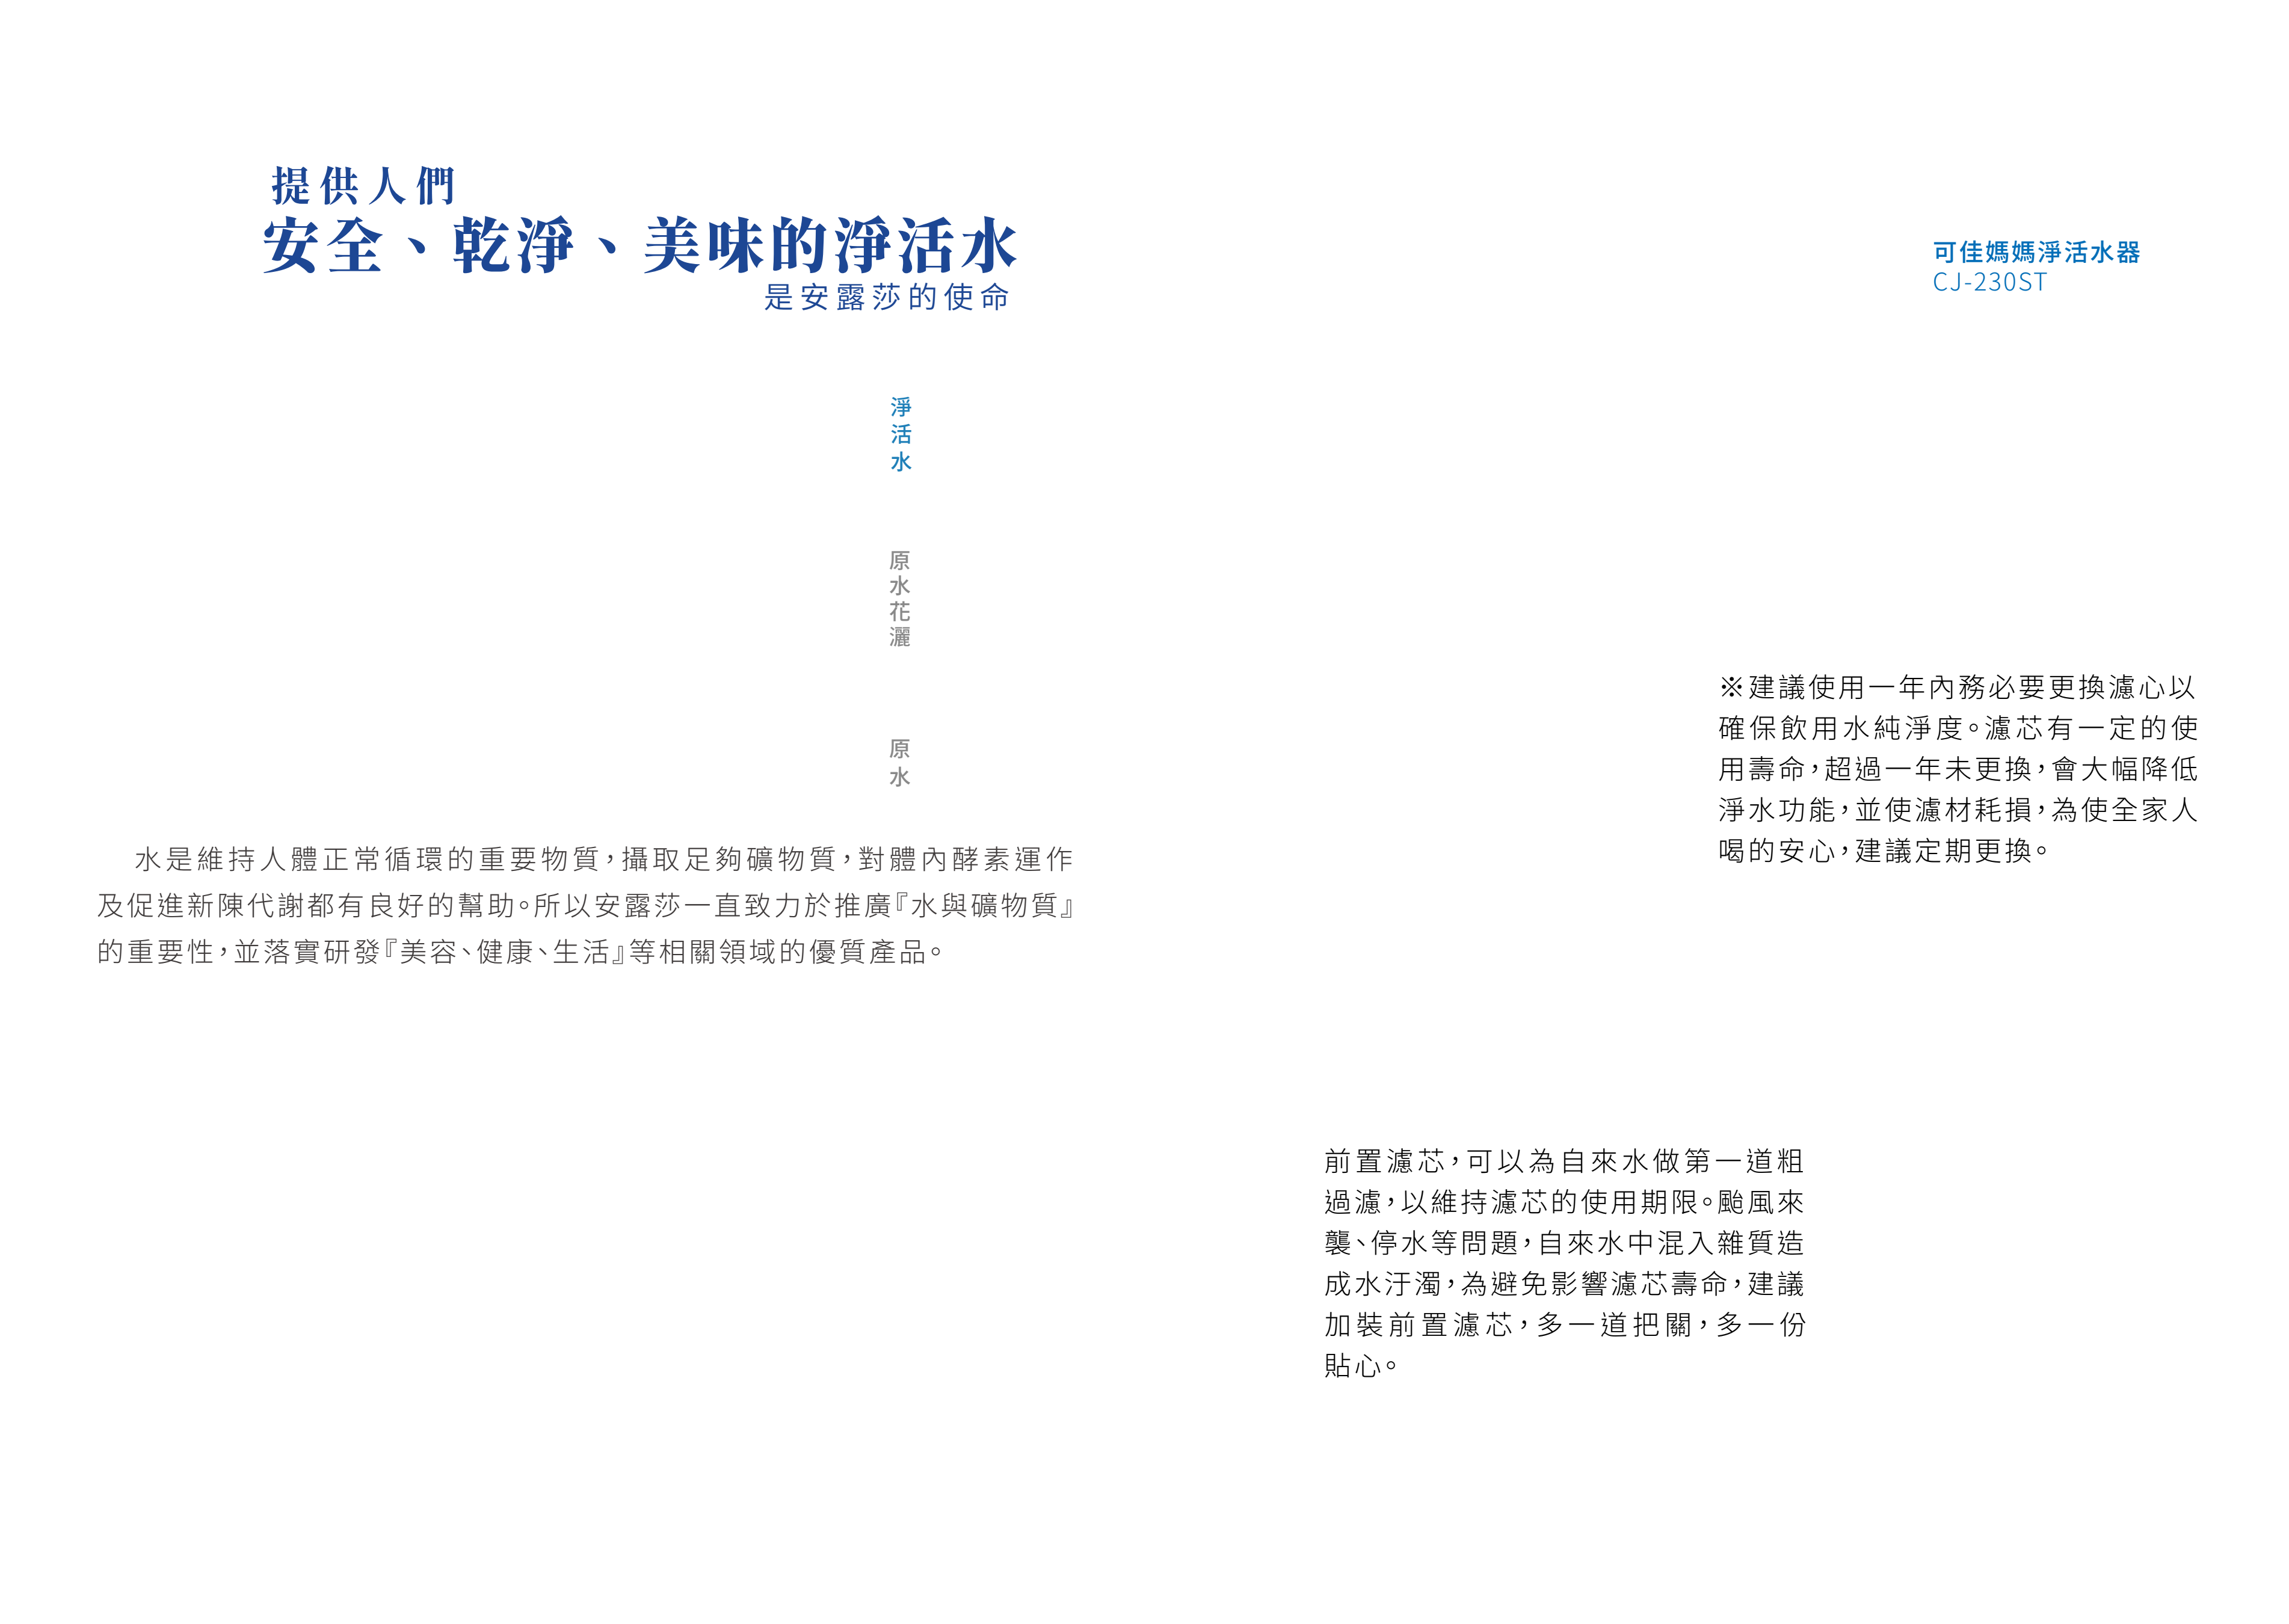 提供人們
安全、乾淨、美味的淨活水
是安露莎的使命
淨活水
原水花灑
原水
水是維持人體正常循環的重要物質，攝取足夠礦物質，對體內酵素運作
及促進新陳代謝都有良好的幫助。所以安露莎一直致力於推廣『水與礦物質』
的重要性，並落實研發『美容、健康、生活』等相關領域的優質產品。
可佳媽媽淨活水器
CJ-230ST
※建議使用一年內務必要更換濾心以
確保飲用水純淨度。濾芯有一定的使
用壽命，超過一年未更換，會大幅降低
淨水功能，並使濾材耗損，為使全家人
喝的安心，建議定期更換。
前置濾芯，可以為自來水做第一道粗
過濾，以維持濾芯的使用期限。颱風來
襲、停水等問題，自來水中混入雜質造
成水汙濁，為避免影響濾芯壽命，建議
加裝前置濾芯，多一道把關，多一份
貼心。